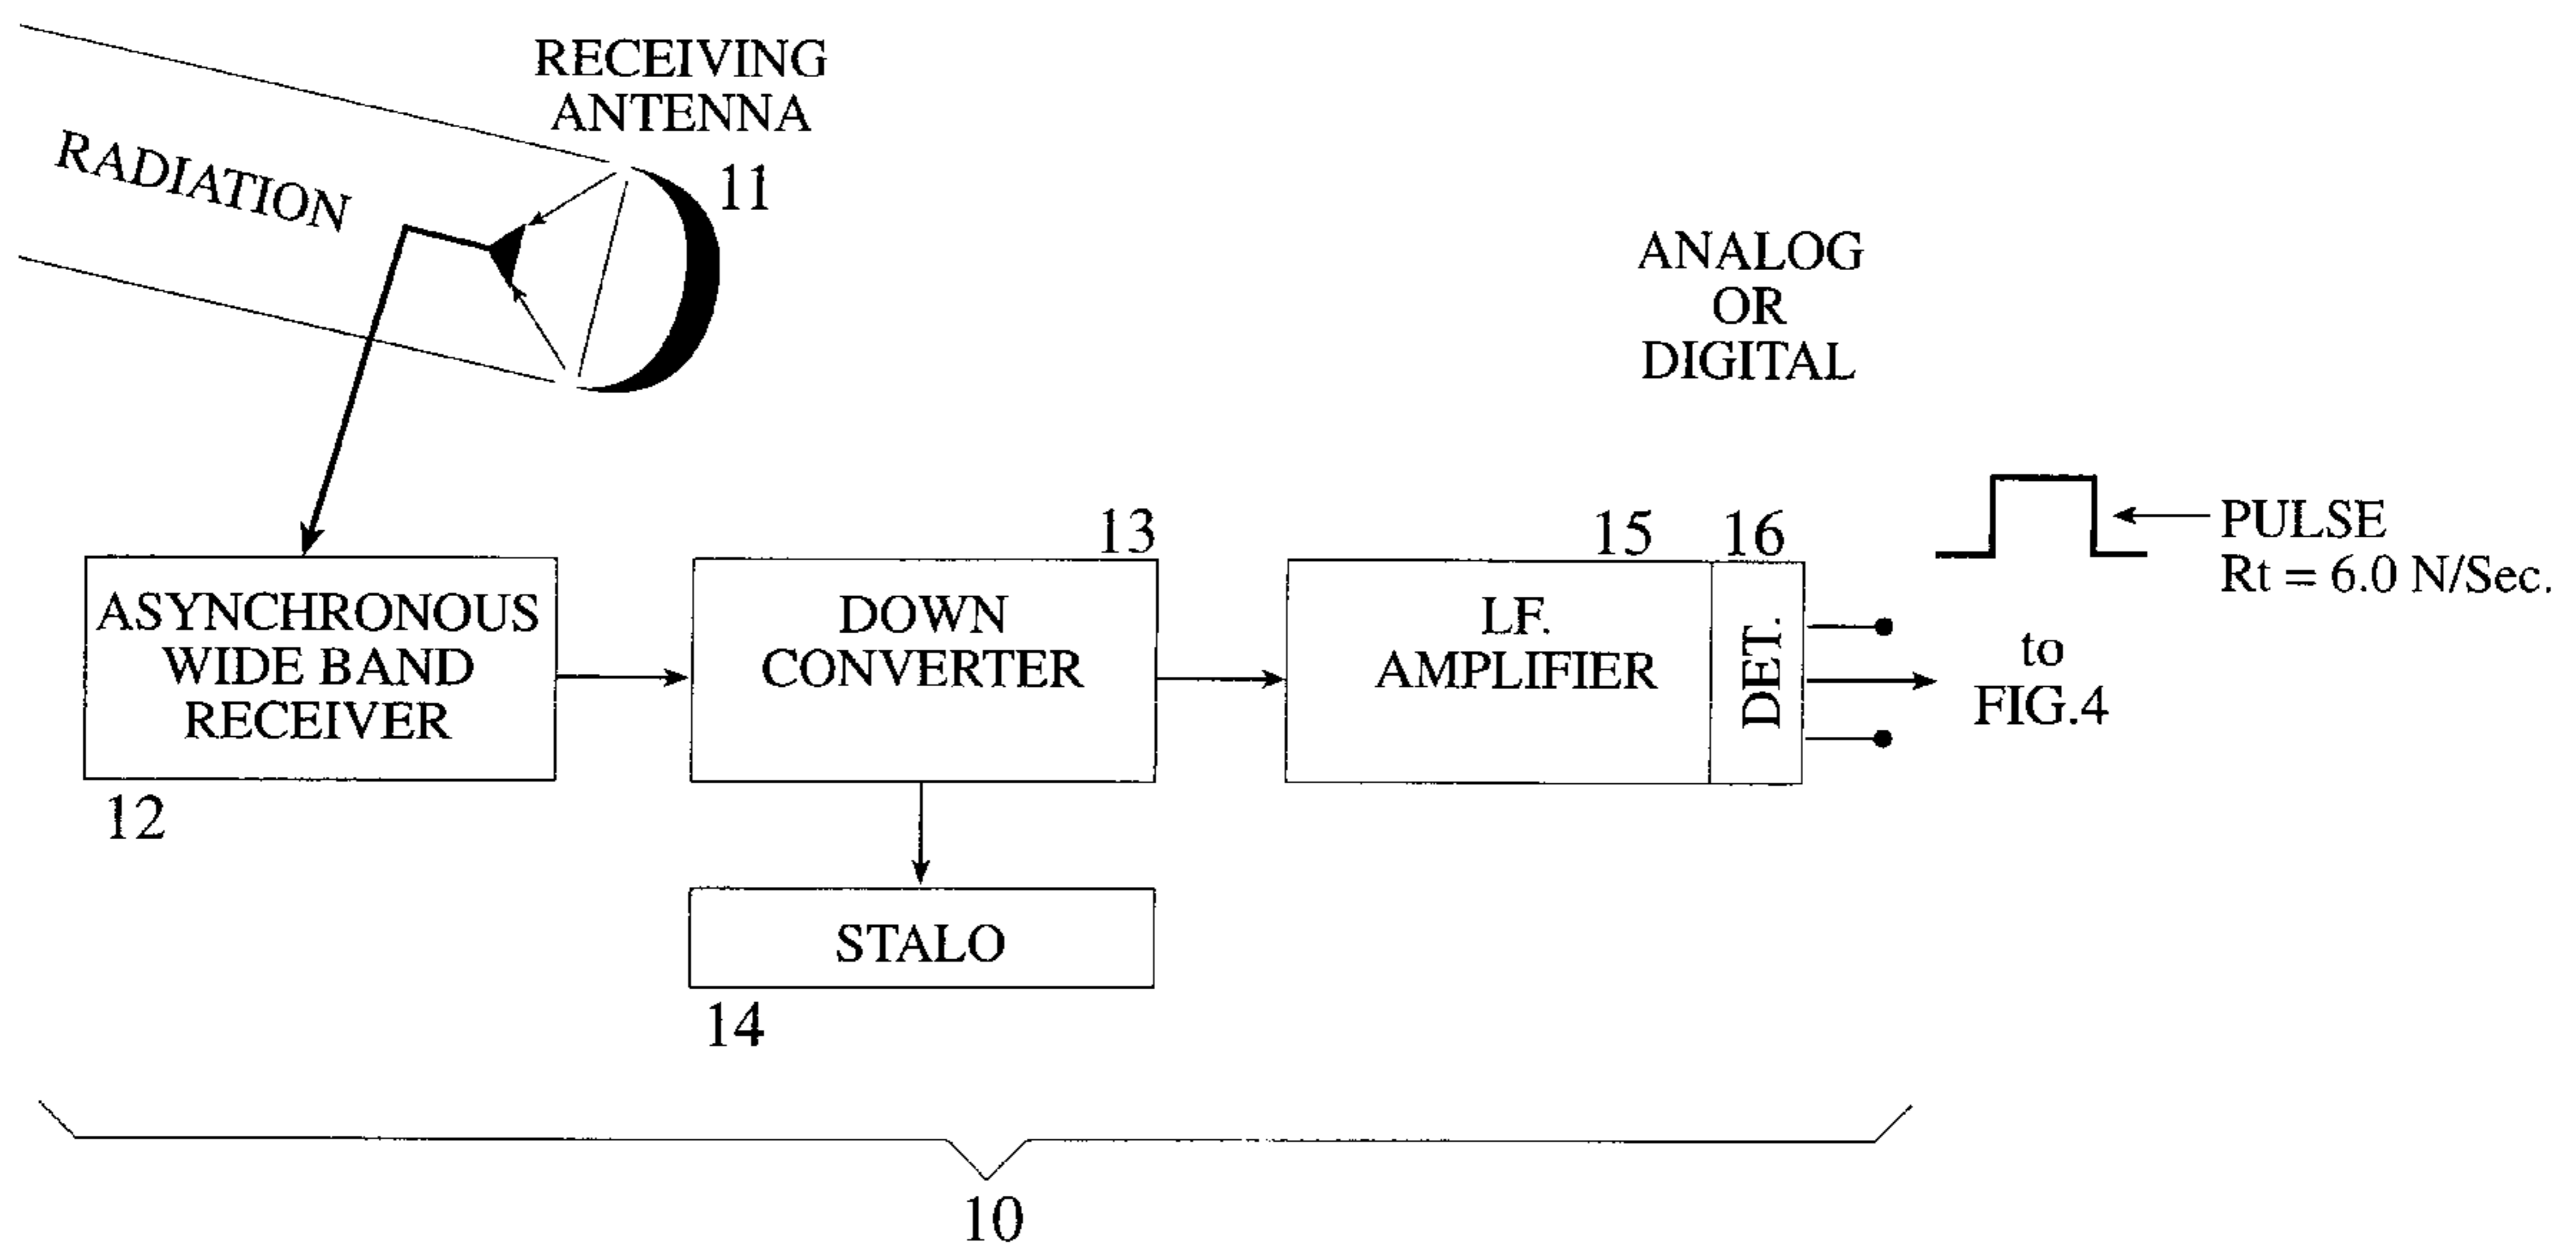 RECEIVING
ANTENNA
11
RADIATION
ANALOG
OR
DIGITAL
PULSE
Rt = 6.0 N/Sec.
13
15
16
ASYNCHRONOUS
WIDE BAND
RECEIVER
12
DOWN
CONVERTER
I.F.
AMPLIFIER
DET.
to
FIG.4
STALO
14
10